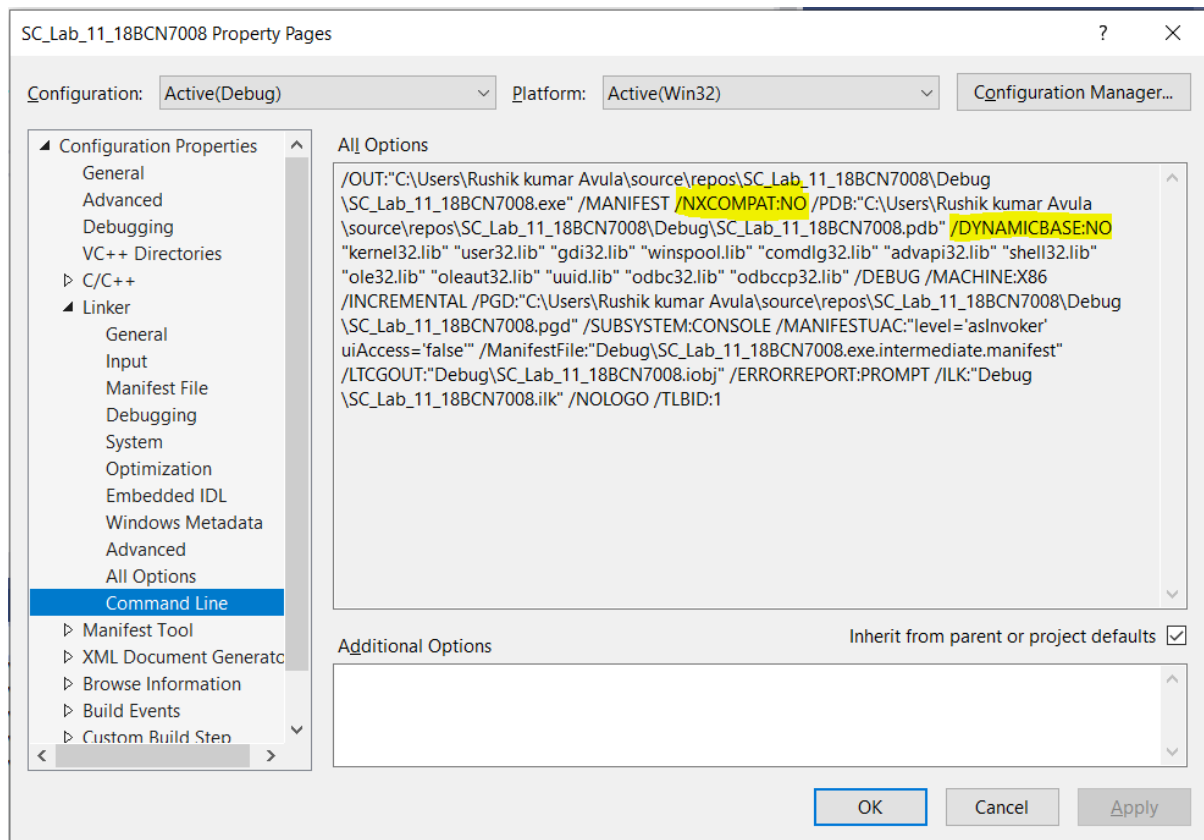 SC_Lab_11_18BCN7008 Property Pages
?
Configuration:
Active(Debug)
Platform:
Active(Win32)
Configuration Manager...
Configuration Properties
General
Advanced
Debugging
VC++ Directories
C/C++
Linker
General
Input
Manifest File
Debugging
System
Optimization
Embedded IDL
Windows Metadata
Advanced
All Options
Command Line
Manifest Tool
XML Document Generato
Browse Information
Build Events
Custom Build Step
All Options
/OUT:"C:\Users\Rushik kumar Avula\source\repos\SC_Lab_11_18BCN7008\Debug
\SC_Lab_11_18BCN7008.exe" /MANIFEST /NXCOMPAT:NO /PDB:"C:\Users\Rushik kumar Avula
\source\repos\SC_Lab_11_18BCN7008\Debug\SC_Lab_11_18BCN7008.pdb" /DYNAMICBASE:NO
"kernel32.lib" "user32.lib" "gdi32.lib" "winspool.lib" "comdlg32.lib" "advapi32.lib" "shell32.lib"
"ole32.lib" "oleaut32.lib" "uuid.lib" "odbc32.lib" "odbccp32.lib" /DEBUG /MACHINE:X86
/INCREMENTAL /PGD:"C:\Users\Rushik kumar Avula\source\repos\SC_Lab_11_18BCN7008\Debug
\SC_Lab_11_18BCN7008.pgd" /SUBSYSTEM:CONSOLE /MANIFESTUAC:"level='asInvoker'
uiAccess='false'" /ManifestFile:"Debug\SC_Lab_11_18BCN7008.exe.intermediate.manifest"
/LTCGOUT:"Debug\SC_Lab_11_18BCN7008.iobj" /ERRORREPORT:PROMPT /ILK:"Debug
\SC_Lab_11_18BCN7008.ilk" /NOLOGO /TLBID:1
Additional Options
Inherit from parent or project defaults
OK
Cancel
Apply